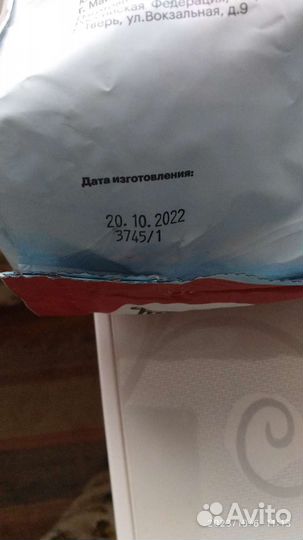 Федерация,
Тверь, ул.Вокзальная, д.9
Дата изготовления:
20.10.2022
3745/1
Avito